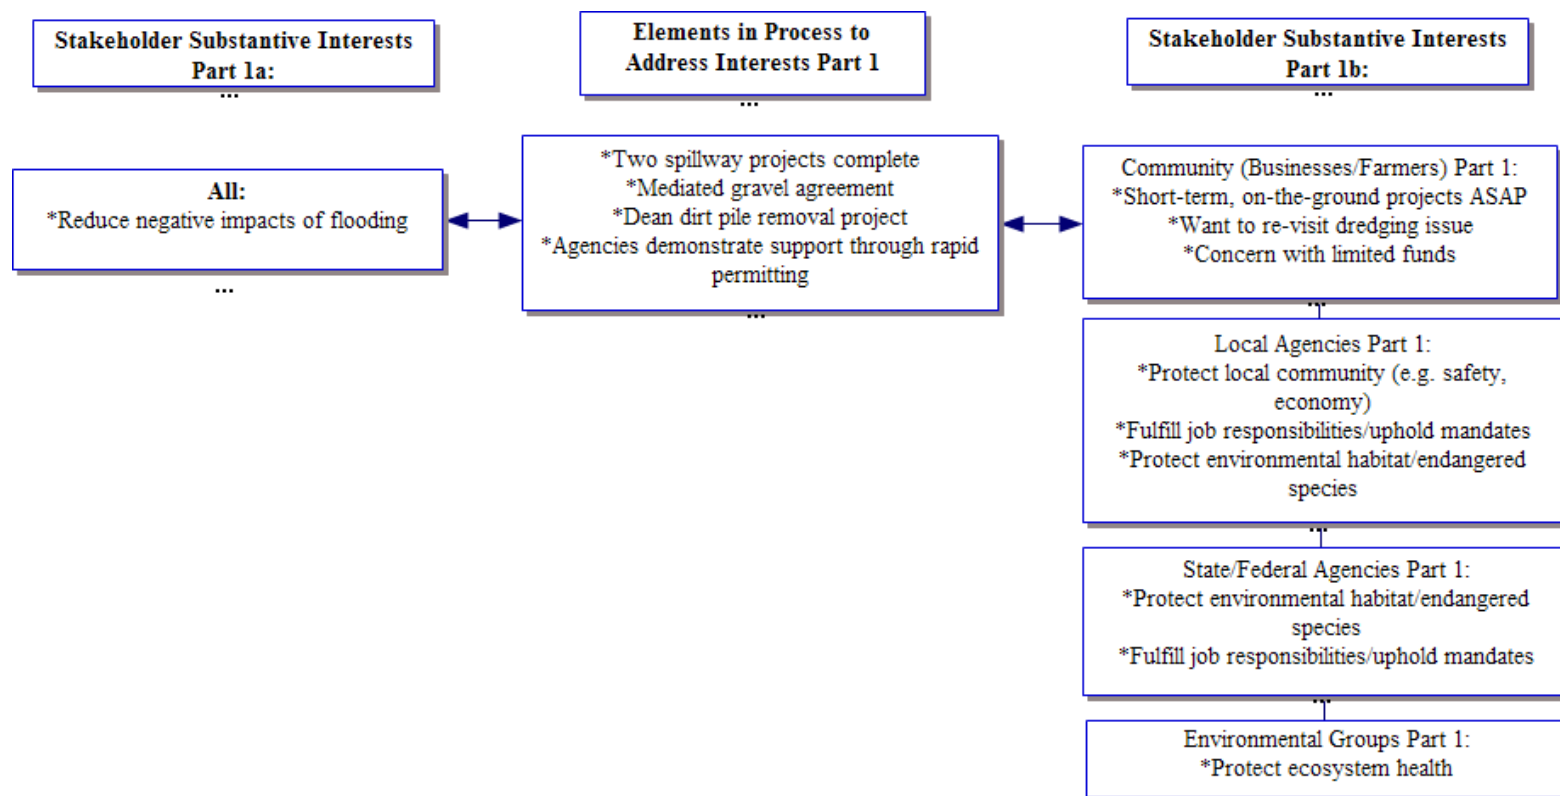 Stakeholder Substantive Interests
Part 1a:
...
Elements in Process to
Address Interests Part 1
...
Stakeholder Substantive Interests
Part 1b:
...
All:
*Reduce negative impacts of flooding
...
*Two spillway projects complete
*Mediated gravel agreement
*Dean dirt pile removal project
*Agencies demonstrate support through rapid
permitting
...
Community (Businesses/Farmers) Part 1:
*Short-term, on-the-ground projects ASAP
*Want to re-visit dredging issue
*Concern with limited funds
...
Local Agencies Part 1:
*Protect local community (e.g. safety,
economy)
*Fulfill job responsibilities/uphold mandates
*Protect environmental habitat/endangered
species
...
State/Federal Agencies Part 1:
*Protect environmental habitat/endangered
species
*Fulfill job responsibilities/uphold mandates
...
Environmental Groups Part 1:
*Protect ecosystem health